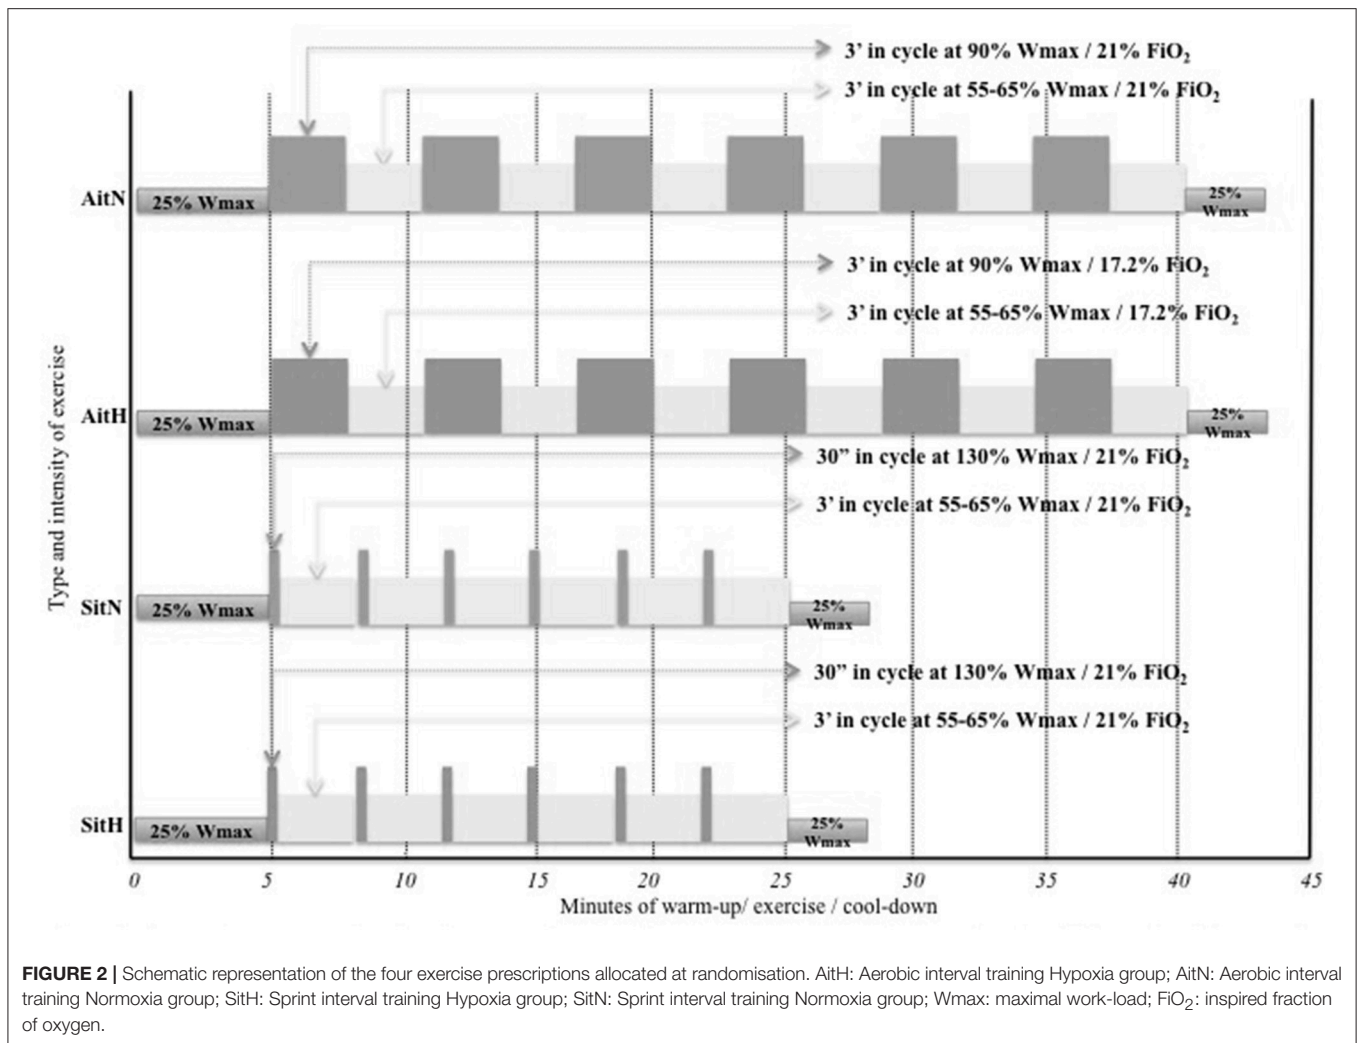 3’ in cycle at 90% Wmax / 21% FiO₂
3’ in cycle at 55-65% Wmax / 21% FiO₂
AitN
25% Wmax
25%
Wmax
3’ in cycle at 90% Wmax / 17.2% FiO₂
3’ in cycle at 55-65% Wmax / 17.2% FiO₂
AitH
25% Wmax
25%
Wmax
30” in cycle at 130% Wmax / 21% FiO₂
3’ in cycle at 55-65% Wmax / 21% FiO₂
SitN
25% Wmax
25%
Wmax
30” in cycle at 130% Wmax / 21% FiO₂
3’ in cycle at 55-65% Wmax / 21% FiO₂
SitH
25% Wmax
25%
Wmax
Type and intensity of exercise
0 5 10 15 20 25 30 35 40 45
Minutes of warm-up/ exercise / cool-down
FIGURE 2 | Schematic representation of the four exercise prescriptions allocated at randomisation. AitH: Aerobic interval training Hypoxia group; AitN: Aerobic interval
training Normoxia group; SitH: Sprint interval training Hypoxia group; SitN: Sprint interval training Normoxia group; Wmax: maximal work-load; FiO₂: inspired fraction
of oxygen.